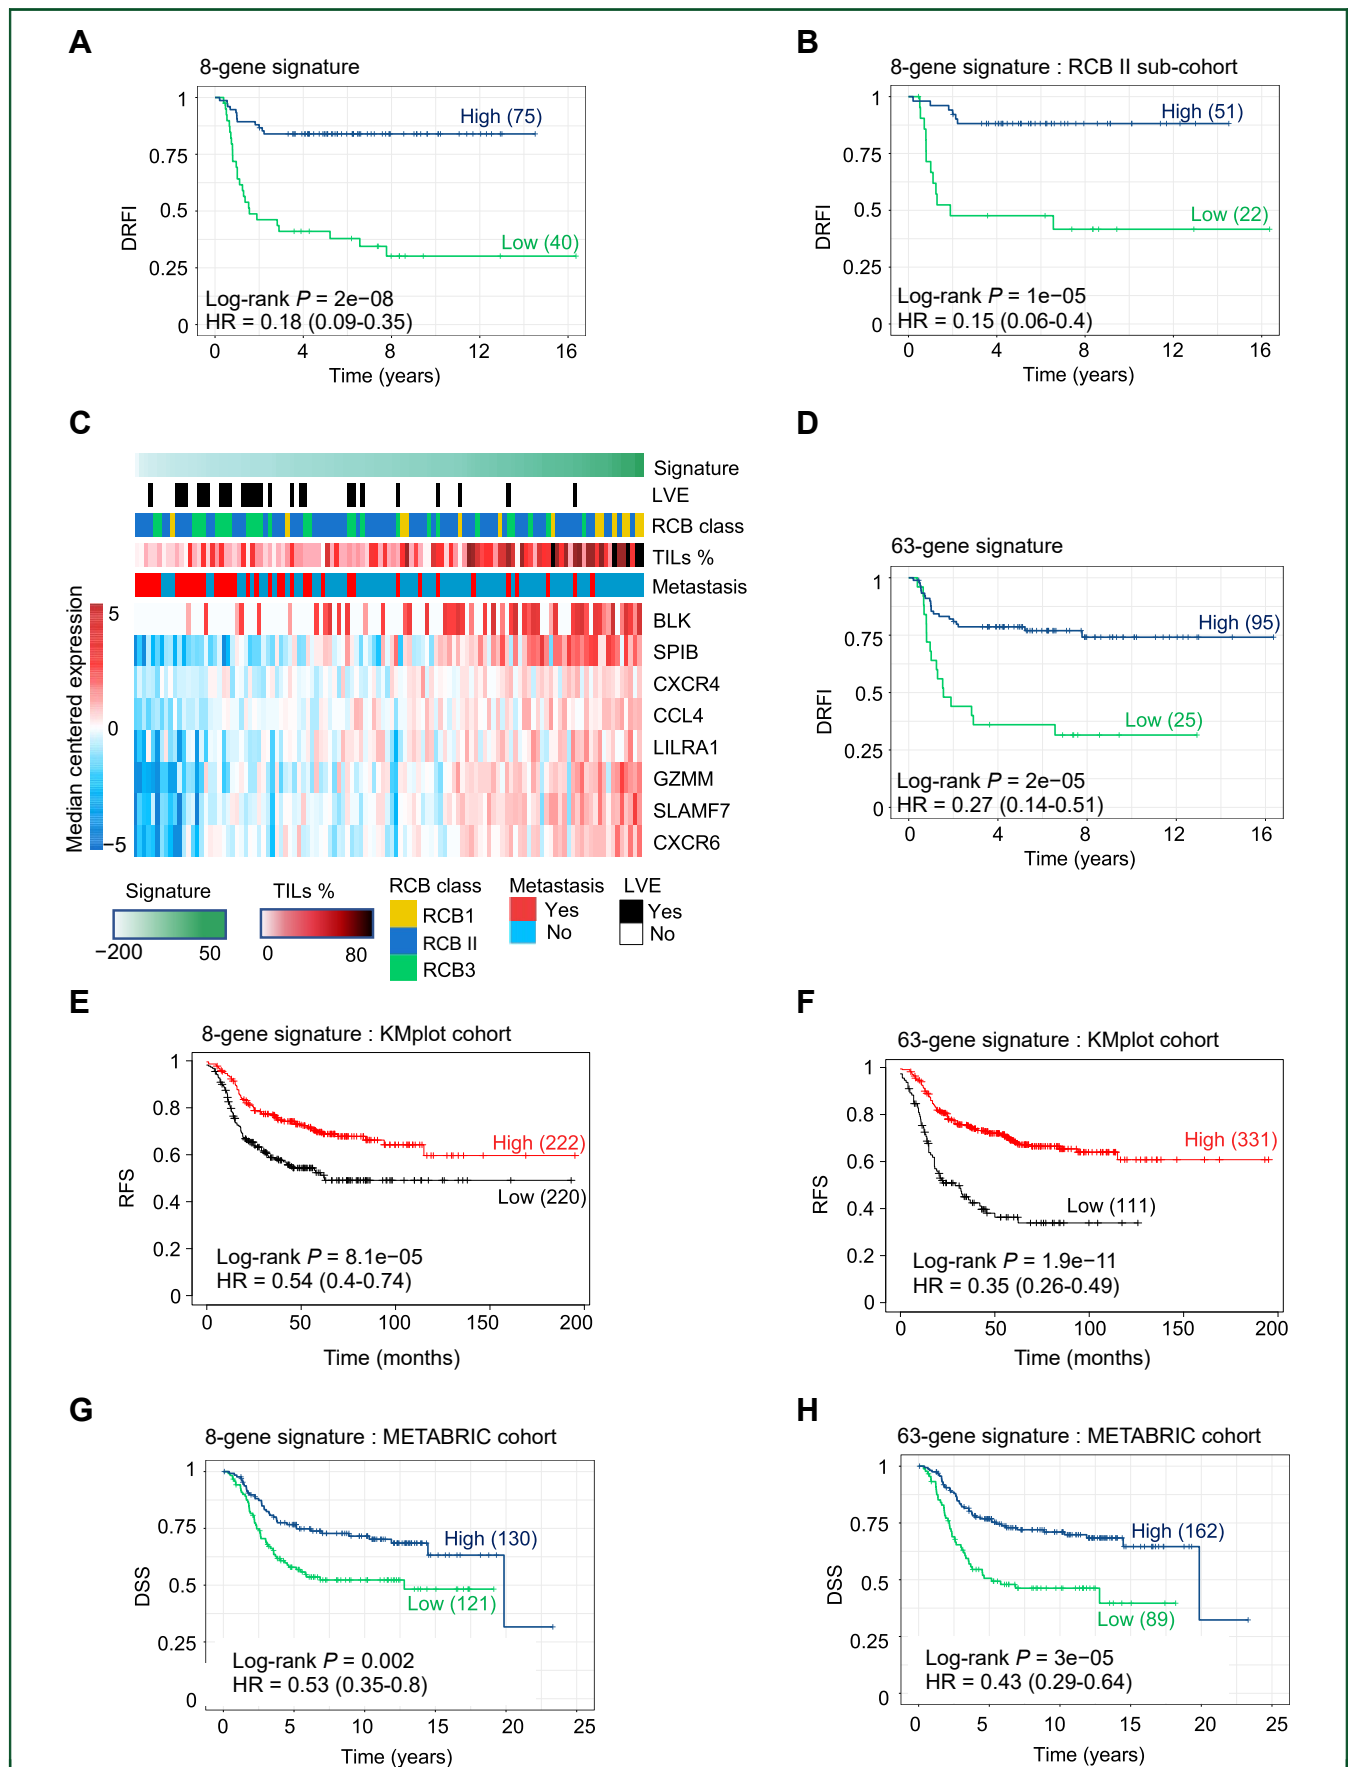 A
8-gene signature
1
0.75
0.5
0.25
0
DRFI
High (75)
Low (40)
Log-rank P = 2e−08
HR = 0.18 (0.09-0.35)
0 4 8 12 16
Time (years)
B
8-gene signature : RCB II sub-cohort
1
0.75
0.5
0.25
0
DRFI
High (51)
Low (22)
Log-rank P = 1e−05
HR = 0.15 (0.06-0.4)
0 4 8 12 16
Time (years)
C
Signature
LVE
RCB class
TILs %
Metastasis
BLK
SPIB
CXCR4
CCL4
LILRA1
GZMM
SLAMF7
CXCR6
Median centered expression
5
0
−5
Signature
−200 50
TILs %
0 80
RCB class
RCB1
RCB II
RCB3
Metastasis
Yes
No
LVE
Yes
No
D
63-gene signature
1
0.75
0.5
0.25
0
DRFI
High (95)
Low (25)
Log-rank P = 2e−05
HR = 0.27 (0.14-0.51)
0 4 8 12 16
Time (years)
E
8-gene signature : KMplot cohort
1
0.8
0.6
0.4
0.2
0
RFS
High (222)
Low (220)
Log-rank P = 8.1e−05
HR = 0.54 (0.4-0.74)
0 50 100 150 200
Time (months)
F
63-gene signature : KMplot cohort
1
0.8
0.6
0.4
0.2
0
RFS
High (331)
Low (111)
Log-rank P = 1.9e−11
HR = 0.35 (0.26-0.49)
0 50 100 150 200
Time (months)
G
8-gene signature : METABRIC cohort
1
0.75
0.5
0.25
0
DSS
High (130)
Low (121)
Log-rank P = 0.002
HR = 0.53 (0.35-0.8)
0 5 10 15 20 25
Time (years)
H
63-gene signature : METABRIC cohort
1
0.75
0.5
0.25
0
DSS
High (162)
Low (89)
Log-rank P = 3e−05
HR = 0.43 (0.29-0.64)
0 5 10 15 20 25
Time (years)